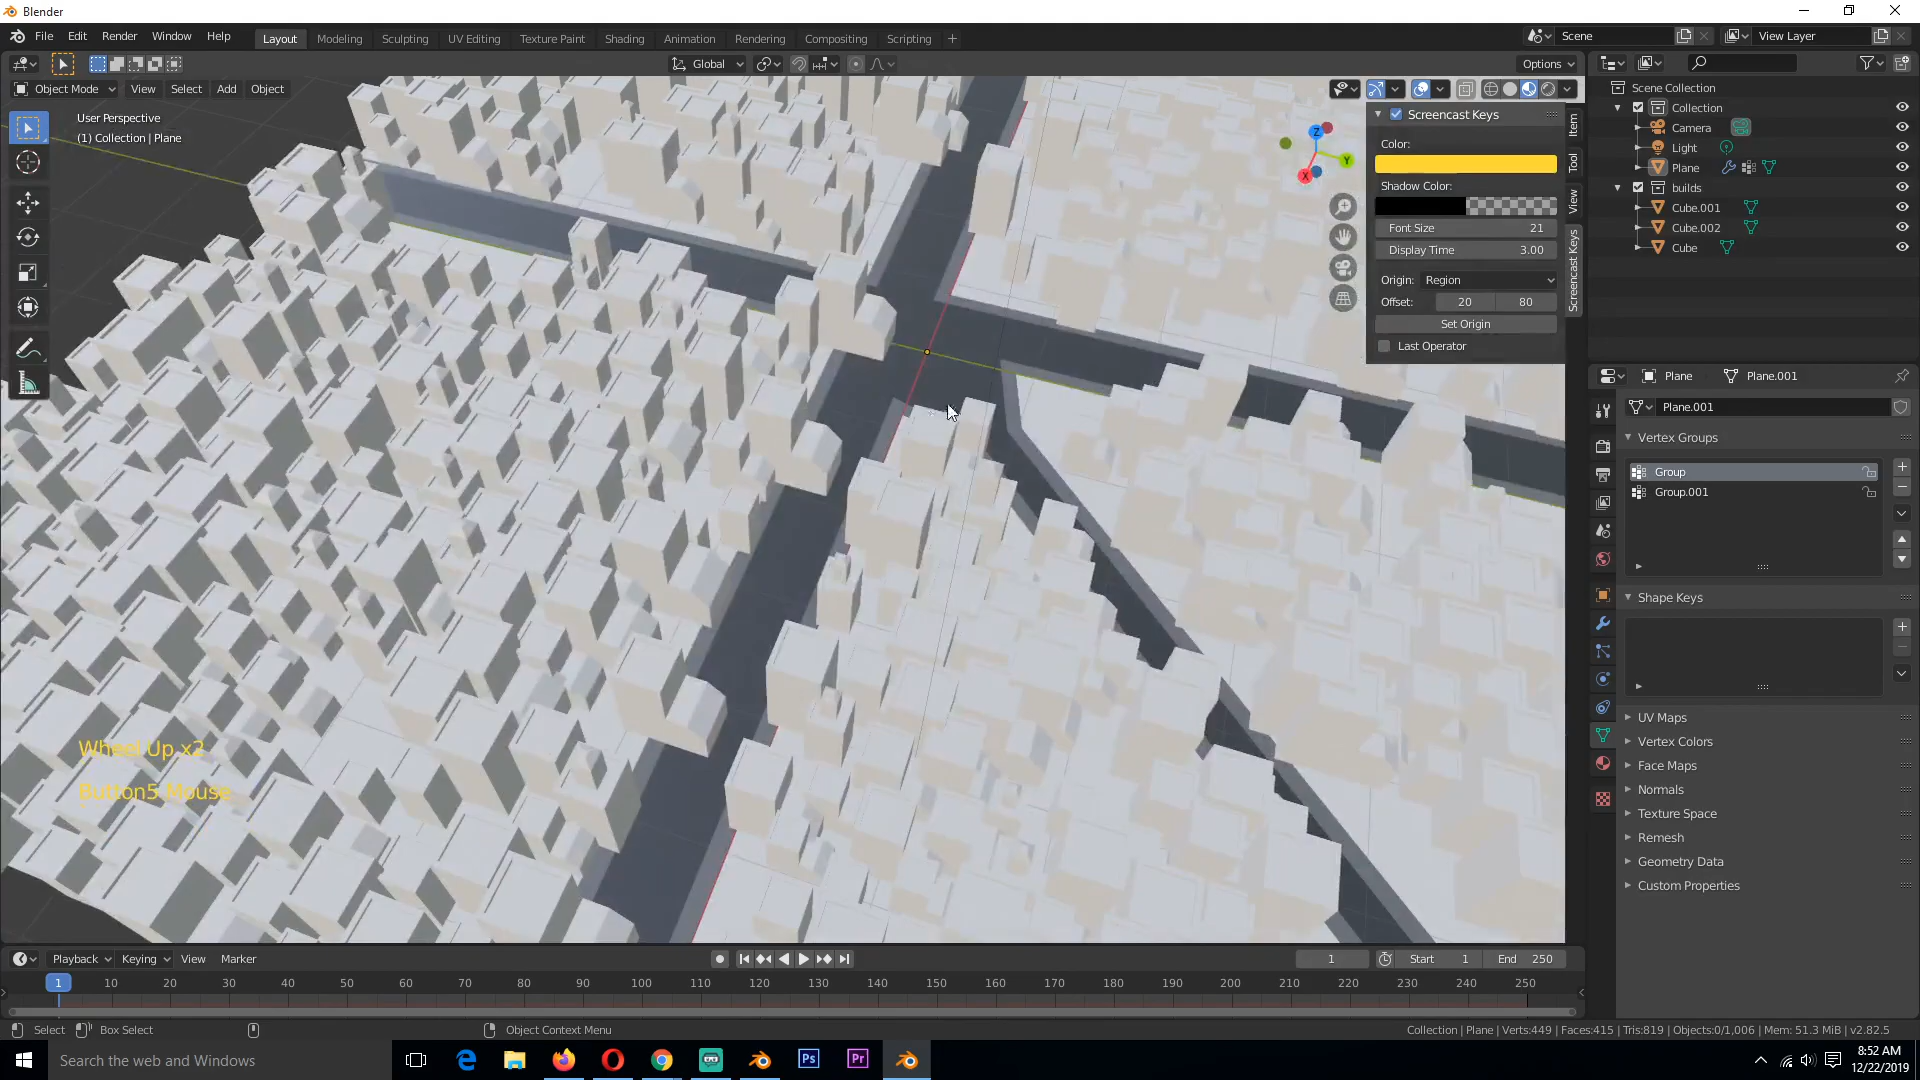 Blender
File Edit Render Window Help
Layout Modeling Sculpting UV Editing Texture Paint Shading Animation Rendering Compositing Scripting +
Scene
View Layer
Global
Options
Object Mode View Select Add Object
User Perspective
(1) Collection | Plane
Z
Y
X
Screencast Keys
Color:
Shadow Color:
Font Size 21
Display Time 3.00
Origin: Region
Offset: 20 80
Set Origin
Last Operator
Item
Tool
View
Screencast Keys
Scene Collection
Collection
Camera
Light
Plane
builds
Cube.001
Cube.002
Cube
Plane Plane.001
Plane.001
Vertex Groups
Group
Group.001
Shape Keys
UV Maps
Vertex Colors
Face Maps
Normals
Texture Space
Remesh
Geometry Data
Custom Properties
Wheel Up x2
Button5 Mouse
Playback Keying View Marker
1 Start 1 End 250
1 10 20 30 40 50 60 70 80 90 100 110 120 130 140 150 160 170 180 190 200 210 220 230 240 250
Select Box Select Object Context Menu
Collection | Plane | Verts:449 | Faces:415 | Tris:819 | Objects:0/1,006 | Mem: 51.3 MiB | v2.82.5
Search the web and Windows
Ps
Pr
8:52 AM
12/22/2019